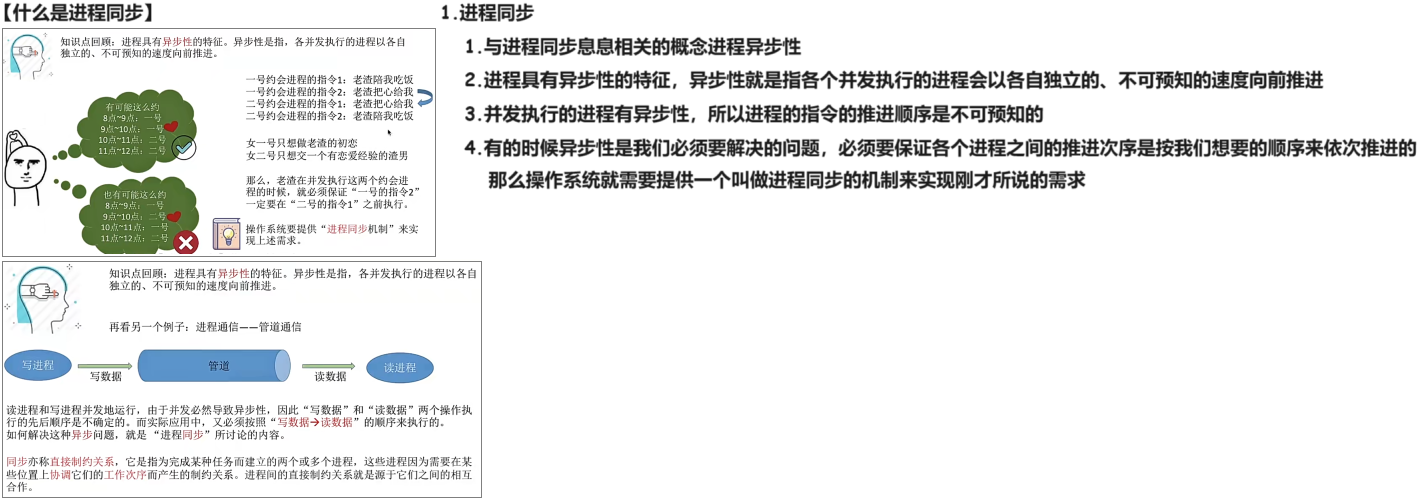 【什么是进程同步】
知识点回顾：进程具有异步性的特征。异步性是指，各并发执行的进程以各自
独立的、不可预知的速度向前推进。
有可能这么约
8点~9点：一号
9点~10点：一号
10点~11点：二号
11点~12点：二号
也有可能这么约
8点~9点：一号
9点~10点：二号
10点~11点：一号
11点~12点：二号
一号约会进程的指令1：老渣陪我吃饭
一号约会进程的指令2：老渣把心给我
二号约会进程的指令1：老渣把心给我
二号约会进程的指令2：老渣陪我吃饭
女一号只想做老渣的初恋
女二号只想交一个有恋爱经验的渣男
那么，老渣在并发执行这两个约会进
程的时候，就必须保证“一号的指令2”
一定要在“二号的指令1”之前执行。
操作系统要提供“进程同步机制”来实
现上述需求。
知识点回顾：进程具有异步性的特征。异步性是指，各并发执行的进程以各自
独立的、不可预知的速度向前推进。
再看另一个例子：进程通信——管道通信
写进程
写数据
管道
读数据
读进程
读进程和写进程并发地运行，由于并发必然导致异步性，因此“写数据”和“读数据”两个操作执
行的先后顺序是不确定的。而实际应用中，又必须按照“写数据→读数据”的顺序来执行的。
如何解决这种异步问题，就是 “进程同步”所讨论的内容。
同步亦称直接制约关系，它是指为完成某种任务而建立的两个或多个进程，这些进程因为需要在某
些位置上协调它们的工作次序而产生的制约关系。进程间的直接制约关系就是源于它们之间的相互
合作。
1.进程同步
1.与进程同步息息相关的概念进程异步性
2.进程具有异步性的特征，异步性就是指各个并发执行的进程会以各自独立的、不可预知的速度向前推进
3.并发执行的进程有异步性，所以进程的指令的推进顺序是不可预知的
4.有的时候异步性是我们必须要解决的问题，必须要保证各个进程之间的推进次序是按我们想要的顺序来依次推进的
那么操作系统就需要提供一个叫做进程同步的机制来实现刚才所说的需求